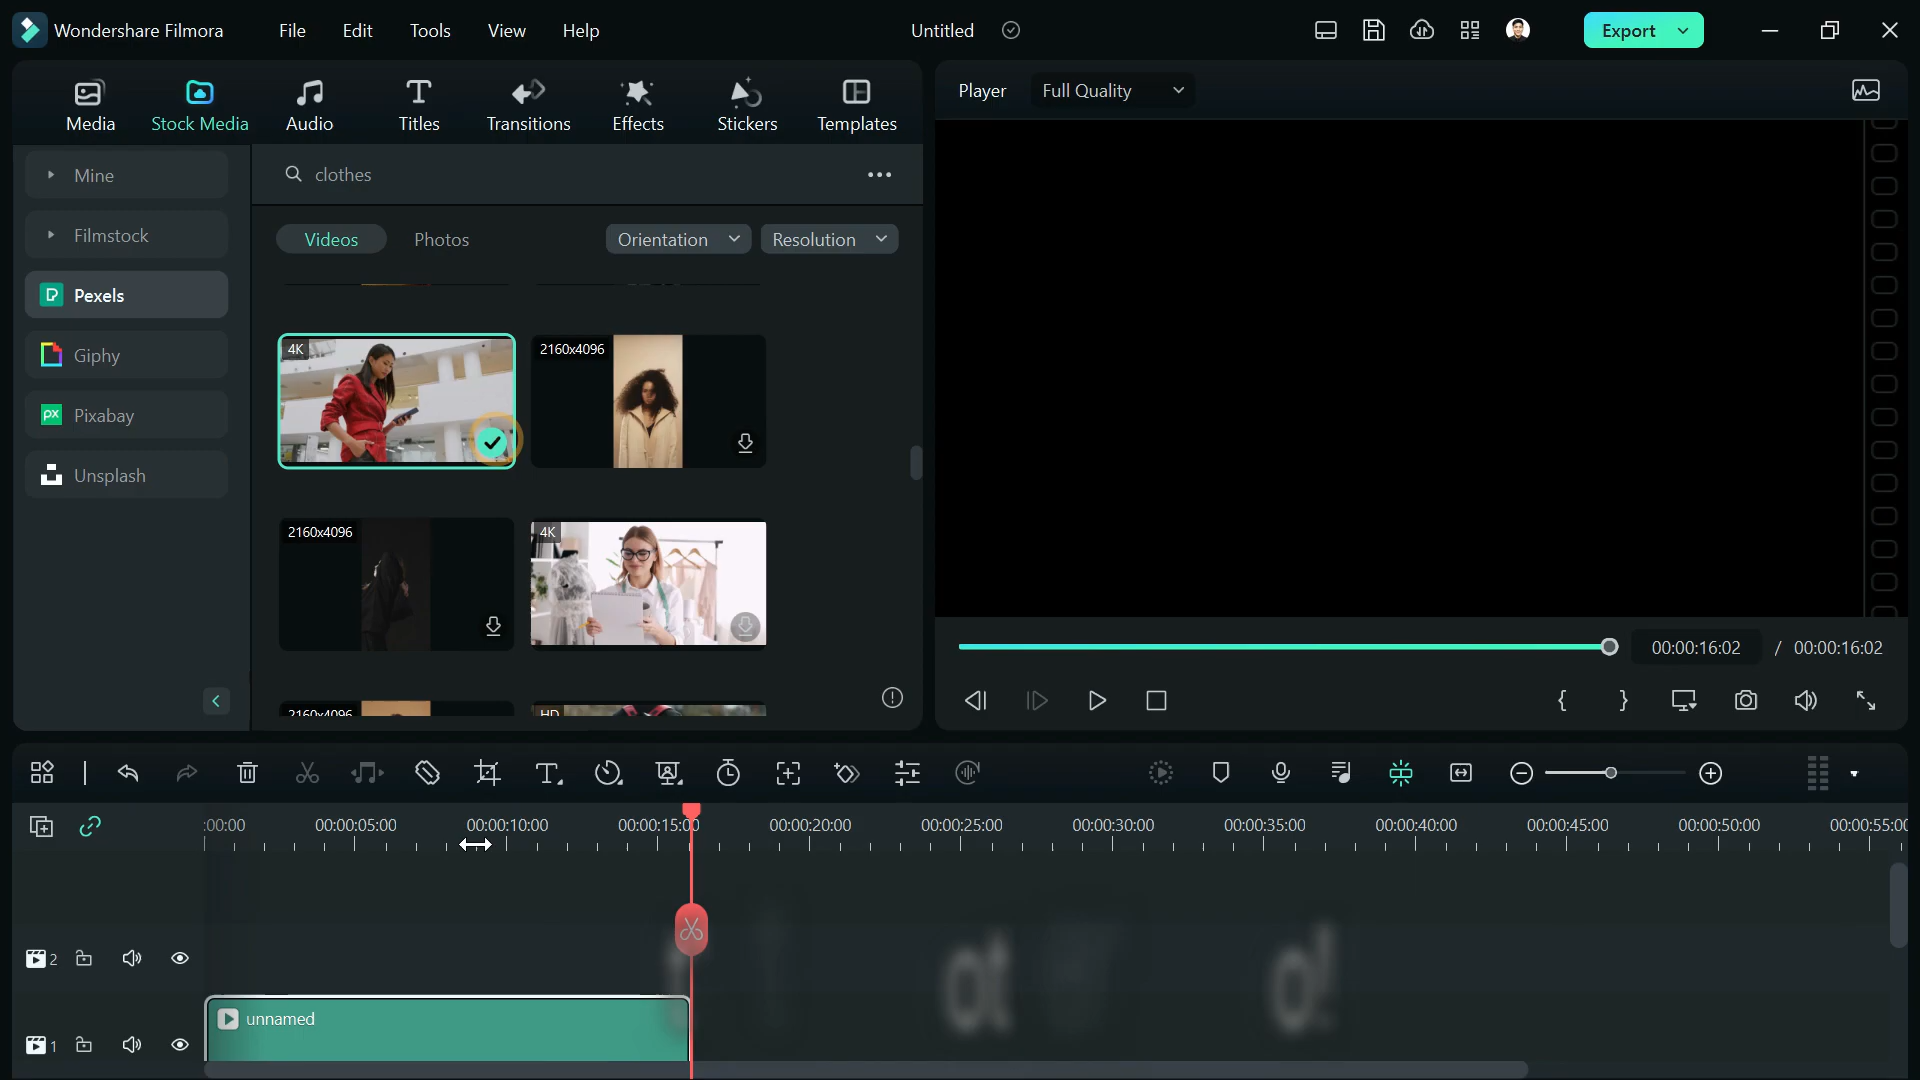 Wondershare Filmora File Edit Tools View Help Untitled Export
Media Stock Media Audio Titles Transitions Effects Stickers Templates
Player Full Quality
Mine
Filmstock
Pexels
Giphy
Pixabay
Unsplash
clothes
Videos Photos Orientation Resolution
4K 2160x4096
2160x4096 4K
2160x4096 HD
00:00:16:02 / 00:00:16:02
:00:00 00:00:05:00 00:00:10:00 00:00:15:00 00:00:20:00 00:00:25:00 00:00:30:00 00:00:35:00 00:00:40:00 00:00:45:00 00:00:50:00 00:00:55:00
2
unnamed
1